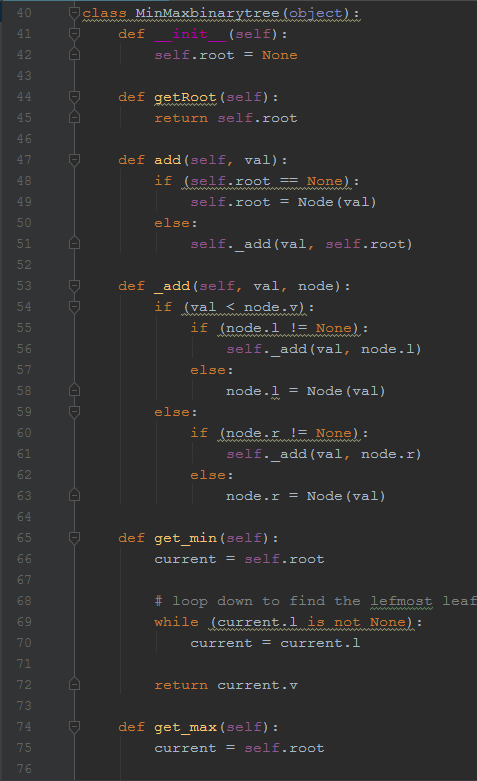 40 class MinMaxbinarytree(object):
41     def __init__(self):
42         self.root = None
43
44     def getRoot(self):
45         return self.root
46
47     def add(self, val):
48         if (self.root == None):
49             self.root = Node(val)
50         else:
51             self._add(val, self.root)
52
53     def _add(self, val, node):
54         if (val < node.v):
55             if (node.l != None):
56                 self._add(val, node.l)
57             else:
58                 node.l = Node(val)
59         else:
60             if (node.r != None):
61                 self._add(val, node.r)
62             else:
63                 node.r = Node(val)
64
65     def get_min(self):
66         current = self.root
67
68         # loop down to find the lefmost leaf
69         while (current.l is not None):
70             current = current.l
71
72         return current.v
73
74     def get_max(self):
75         current = self.root
76